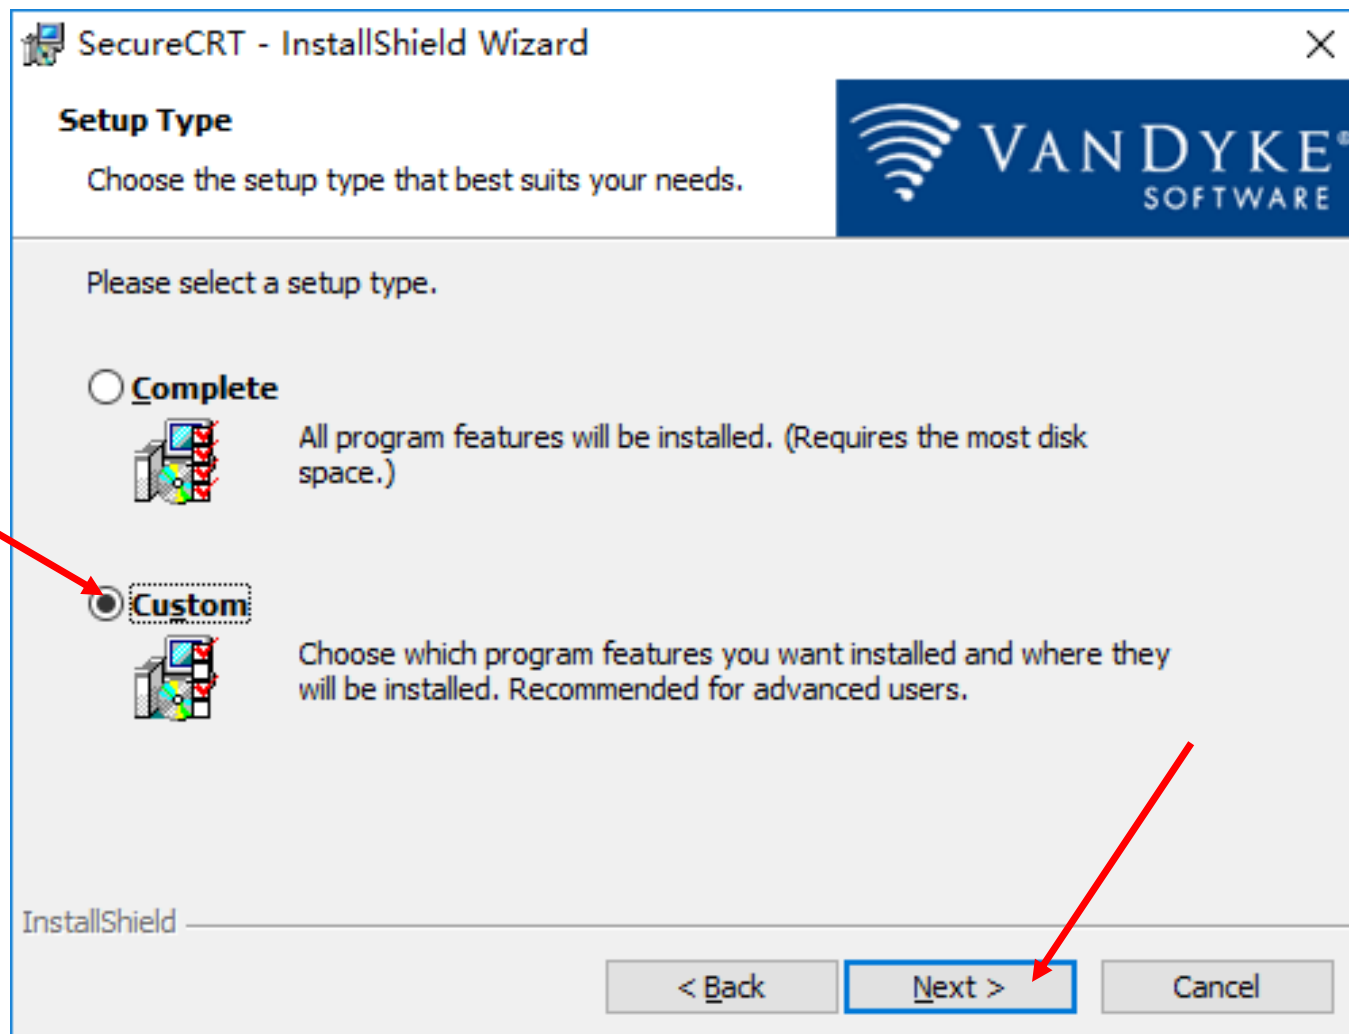 SecureCRT - InstallShield Wizard
Setup Type
Choose the setup type that best suits your needs.
VANDYKE®
SOFTWARE
Please select a setup type.
Complete
All program features will be installed. (Requires the most disk
space.)
Custom
Choose which program features you want installed and where they
will be installed. Recommended for advanced users.
InstallShield
< Back
Next >
Cancel